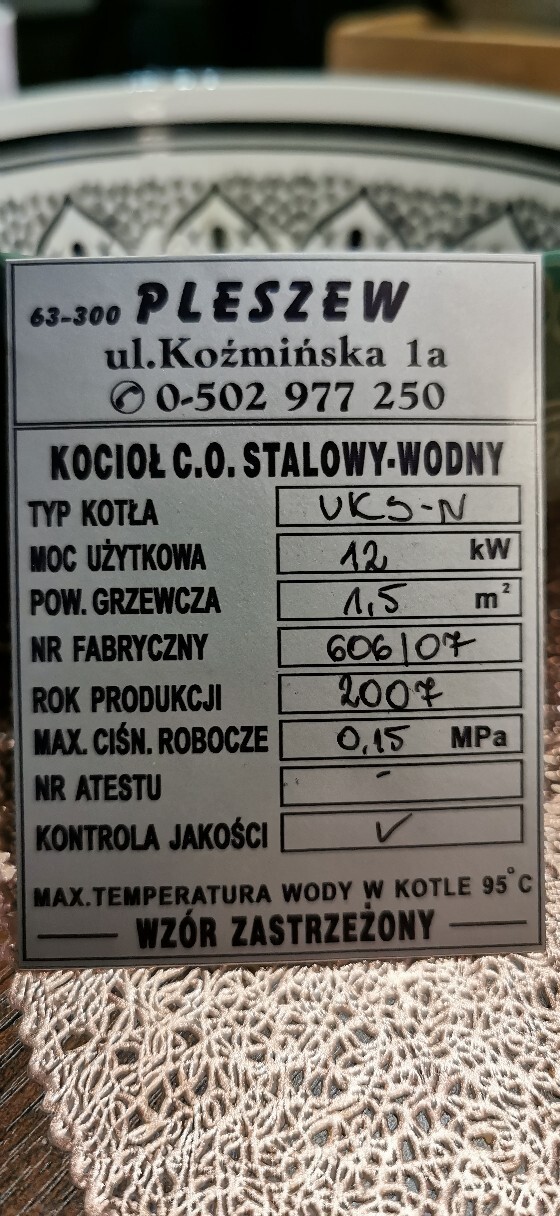 63-300 PLESZEW
ul.Koźmińska 1a
✆ 0-502 977 250
KOCIOŁ C.O. STALOWY-WODNY
TYP KOTŁA UKS-N
MOC UŻYTKOWA 12 kW
POW. GRZEWCZA 1,5 m²
NR FABRYCZNY 606/07
ROK PRODUKCJI 2007
MAX. CIŚN. ROBOCZE 0,15 MPa
NR ATESTU -
KONTROLA JAKOŚCI ✓
MAX.TEMPERATURA WODY W KOTLE 95°C
WZÓR ZASTRZEŻONY